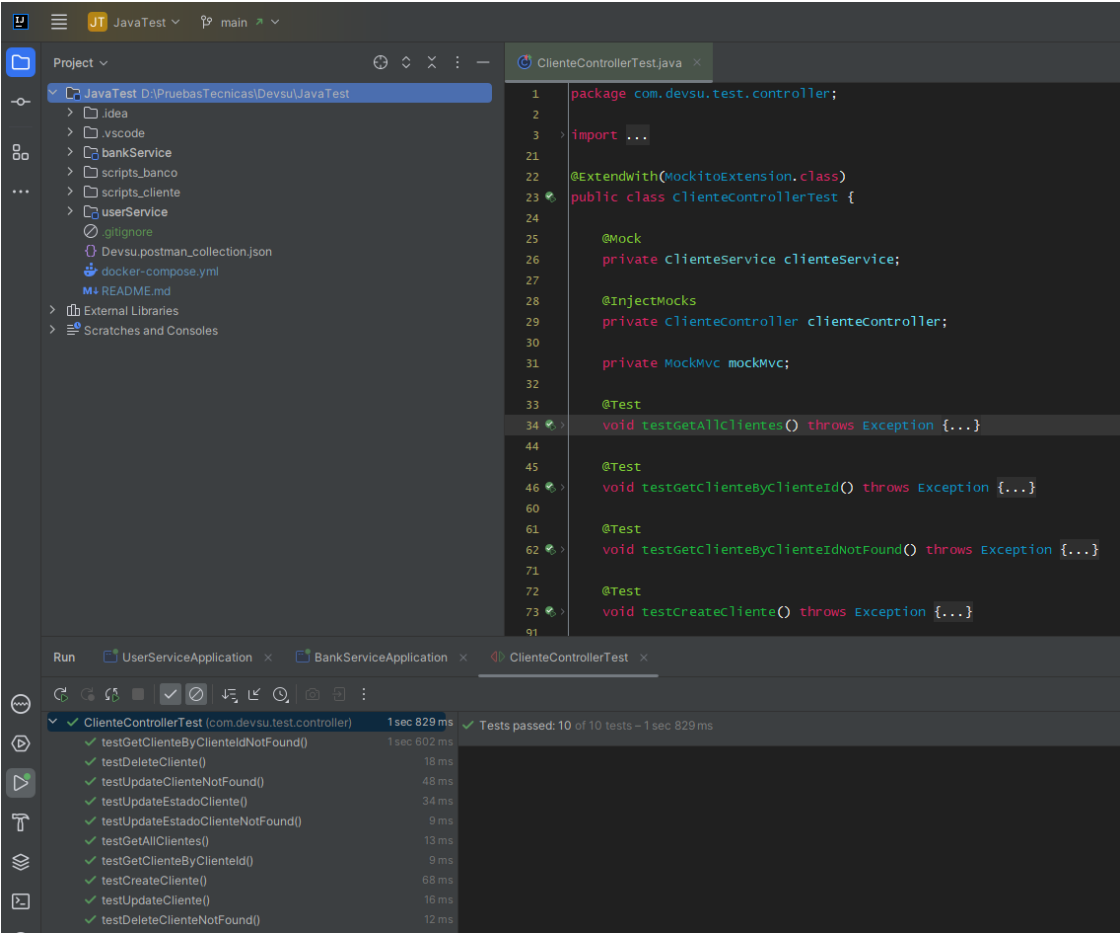 JT JavaTest main
Project
JavaTest D:\PruebasTecnicas\Devsu\JavaTest
.idea
.vscode
bankService
scripts_banco
scripts_cliente
userService
.gitignore
{} Devsu.postman_collection.json
docker-compose.yml
M↓ README.md
External Libraries
Scratches and Consoles
ClienteControllerTest.java
1 package com.devsu.test.controller;
2
3 import ...
21
22 @ExtendWith(MockitoExtension.class)
23 public class ClienteControllerTest {
24
25 @Mock
26 private ClienteService clienteService;
27
28 @InjectMocks
29 private ClienteController clienteController;
30
31 private MockMvc mockMvc;
32
33 @Test
34 void testGetAllClientes() throws Exception {...}
44
45 @Test
46 void testGetClienteByClienteId() throws Exception {...}
60
61 @Test
62 void testGetClienteByClienteIdNotFound() throws Exception {...}
71
72 @Test
73 void testCreateCliente() throws Exception {...}
91
Run UserServiceApplication BankServiceApplication ClienteControllerTest
ClienteControllerTest (com.devsu.test.controller) 1 sec 829 ms
Tests passed: 10 of 10 tests – 1 sec 829 ms
testGetClienteByClienteIdNotFound() 1 sec 602 ms
testDeleteCliente() 18 ms
testUpdateClienteNotFound() 48 ms
testUpdateEstadoCliente() 34 ms
testUpdateEstadoClienteNotFound() 9 ms
testGetAllClientes() 13 ms
testGetClienteByClienteId() 9 ms
testCreateCliente() 68 ms
testUpdateCliente() 16 ms
testDeleteClienteNotFound() 12 ms